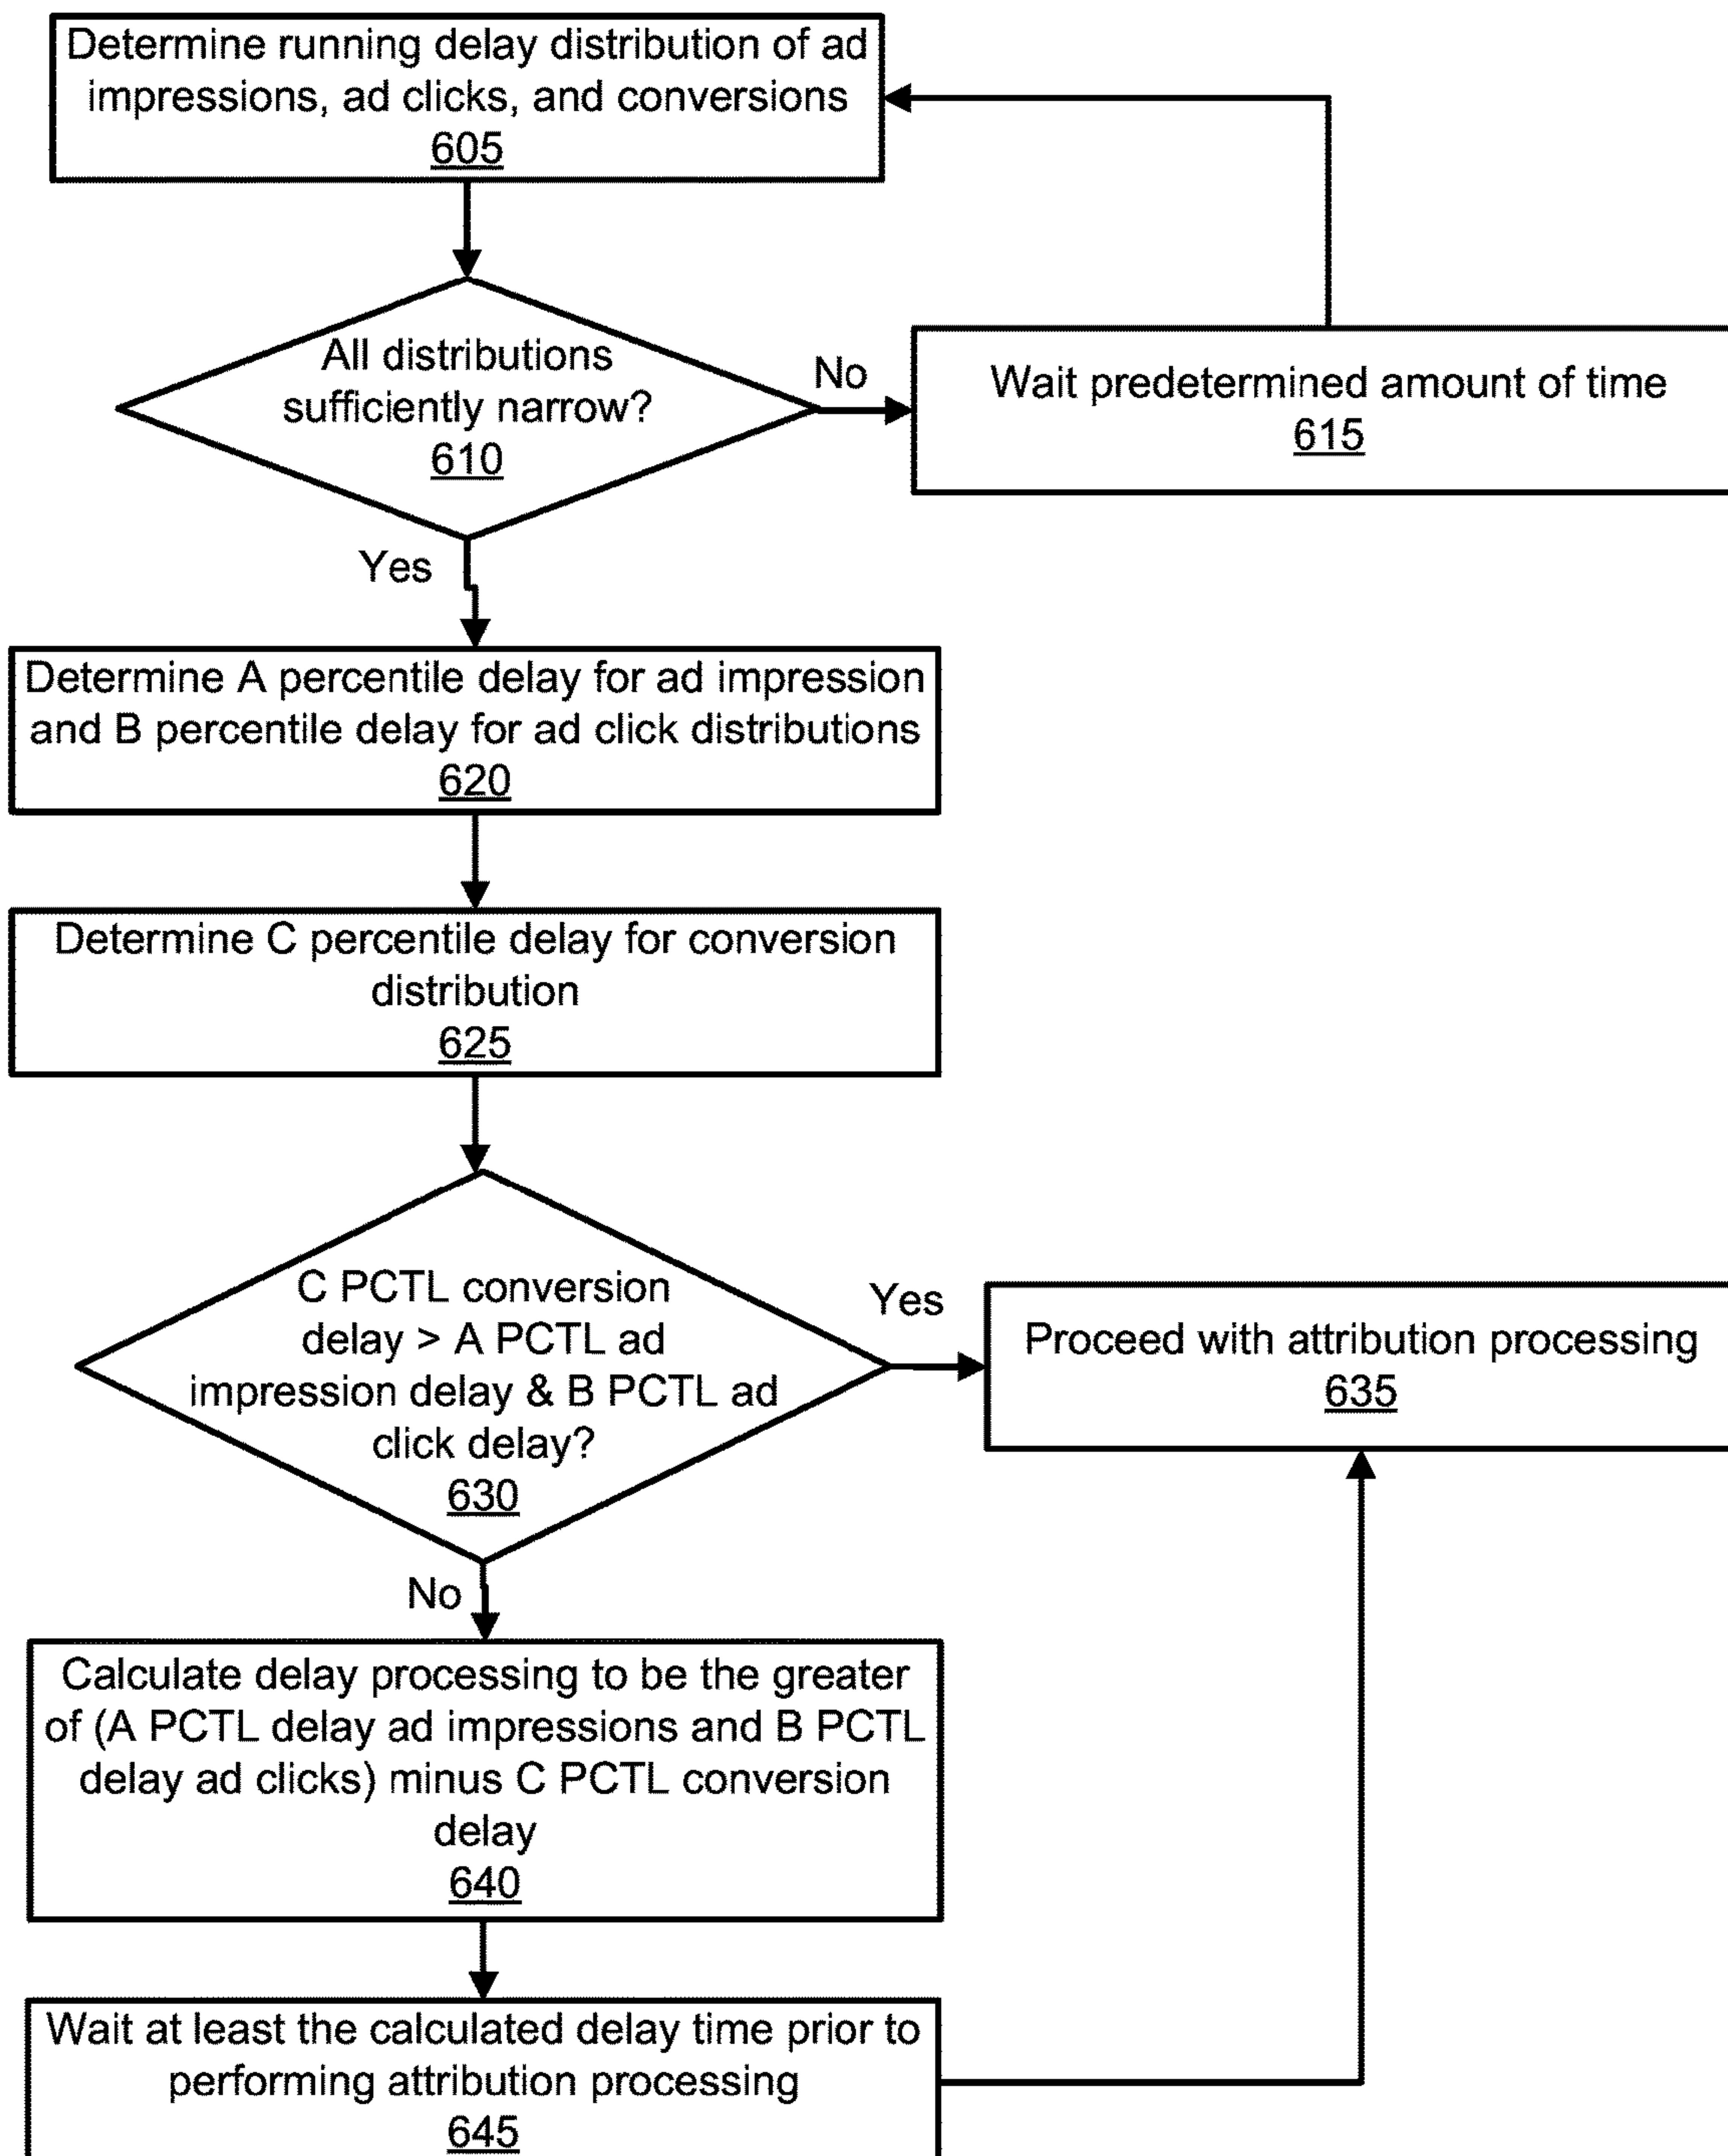 Determine running delay distribution of ad
impressions, ad clicks, and conversions
605
All distributions
sufficiently narrow?
610
No
Wait predetermined amount of time
615
Yes
Determine A percentile delay for ad impression
and B percentile delay for ad click distributions
620
Determine C percentile delay for conversion
distribution
625
C PCTL conversion
delay > A PCTL ad
impression delay & B PCTL ad
click delay?
630
Yes
Proceed with attribution processing
635
No
Calculate delay processing to be the greater
of (A PCTL delay ad impressions and B PCTL
delay ad clicks) minus C PCTL conversion
delay
640
Wait at least the calculated delay time prior to
performing attribution processing
645